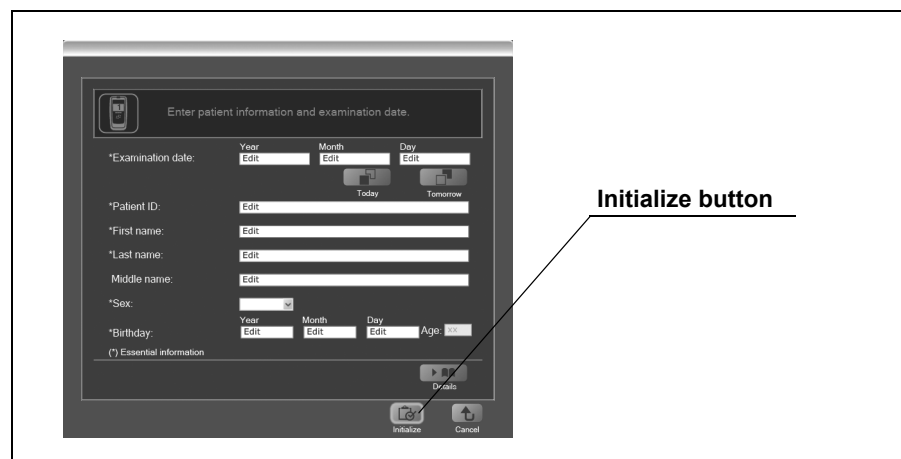 Enter patient information and examination date.
Year Month Day
*Examination date: Edit Edit Edit
Today Tomorrow
*Patient ID: Edit
Initialize button
*First name: Edit
*Last name: Edit
Middle name: Edit
*Sex:
Year Month Day
*Birthday: Edit Edit Edit Age: xx
(*) Essential information
Details
Initialize Cancel